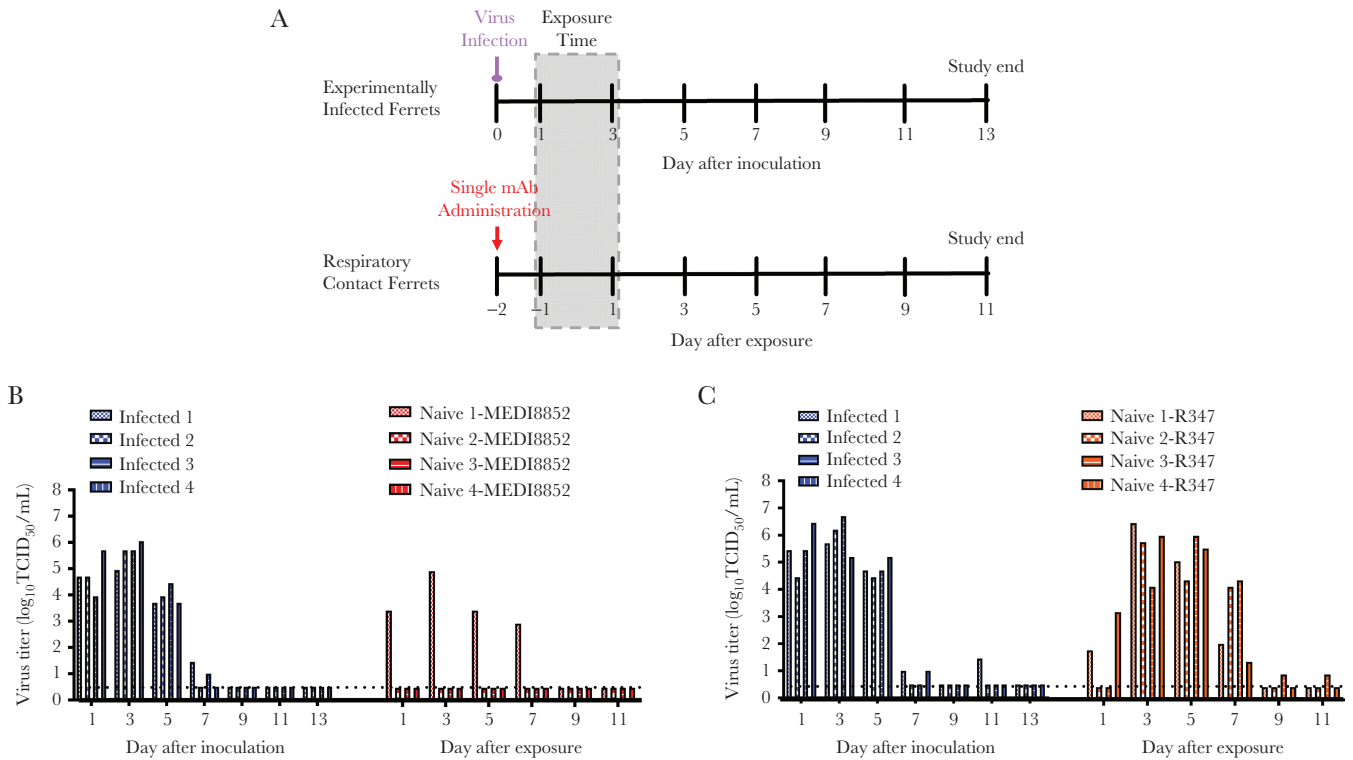 A
Virus
Infection
Exposure
Time
Study end
Experimentally
Infected Ferrets
0 1 3 5 7 9 11 13
Day after inoculation
Single mAb
Administration
Study end
Respiratory
Contact Ferrets
−2 −1 1 3 5 7 9 11
Day after exposure
B
Infected 1
Infected 2
Infected 3
Infected 4
Naive 1-MEDI8852
Naive 2-MEDI8852
Naive 3-MEDI8852
Naive 4-MEDI8852
Virus titer (log10TCID50/mL)
8
7
6
5
4
3
2
1
0
1 3 5 7 9 11 13 1 3 5 7 9 11
Day after inoculation Day after exposure
C
Infected 1
Infected 2
Infected 3
Infected 4
Naive 1-R347
Naive 2-R347
Naive 3-R347
Naive 4-R347
Virus titer (log10TCID50/mL)
8
7
6
5
4
3
2
1
0
1 3 5 7 9 11 13 1 3 5 7 9 11
Day after inoculation Day after exposure